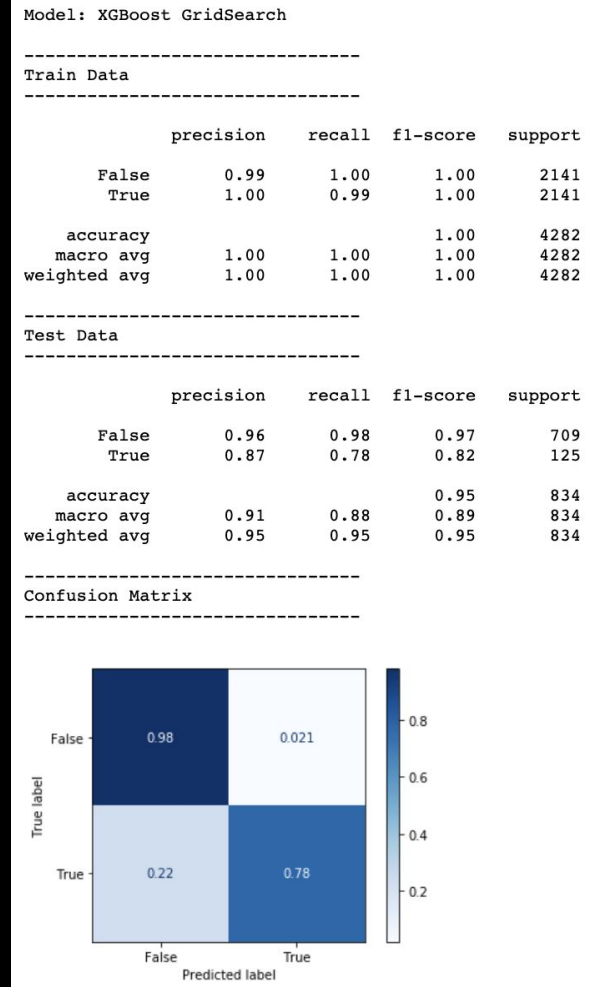 Model: XGBoost GridSearch
--------------------------------
Train Data
--------------------------------
precision recall f1-score support
False 0.99 1.00 1.00 2141
True 1.00 0.99 1.00 2141
accuracy 1.00 4282
macro avg 1.00 1.00 1.00 4282
weighted avg 1.00 1.00 1.00 4282
--------------------------------
Test Data
--------------------------------
precision recall f1-score support
False 0.96 0.98 0.97 709
True 0.87 0.78 0.82 125
accuracy 0.95 834
macro avg 0.91 0.88 0.89 834
weighted avg 0.95 0.95 0.95 834
--------------------------------
Confusion Matrix
--------------------------------
False 0.98 0.021
True 0.22 0.78
True label
False True
Predicted label
0.8
0.6
0.4
0.2